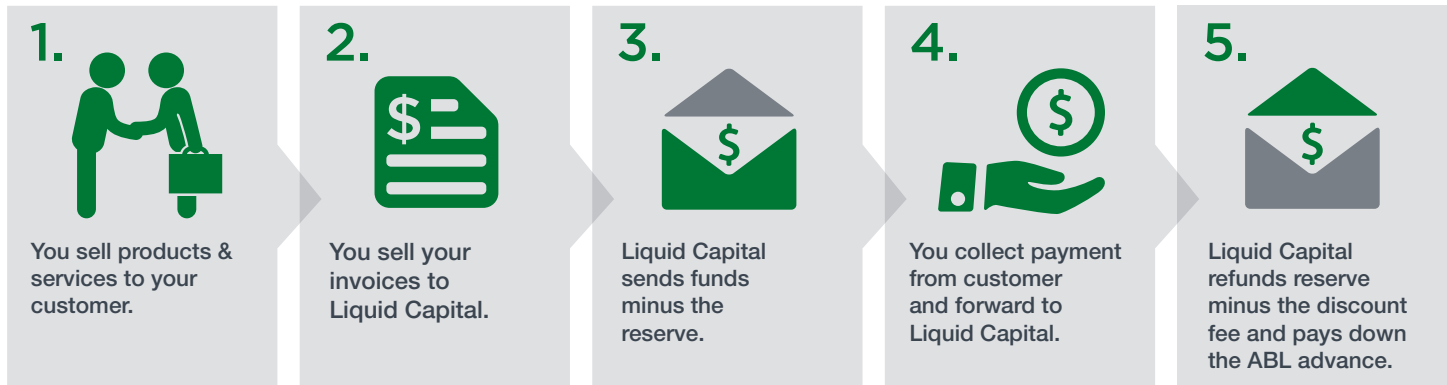 1.
You sell products &
services to your
customer.
2.
$
You sell your
invoices to
Liquid Capital.
3.
$
Liquid Capital
sends funds
minus the
reserve.
4.
$
You collect payment
from customer
and forward to
Liquid Capital.
5.
$
Liquid Capital
refunds reserve
minus the discount
fee and pays down
the ABL advance.